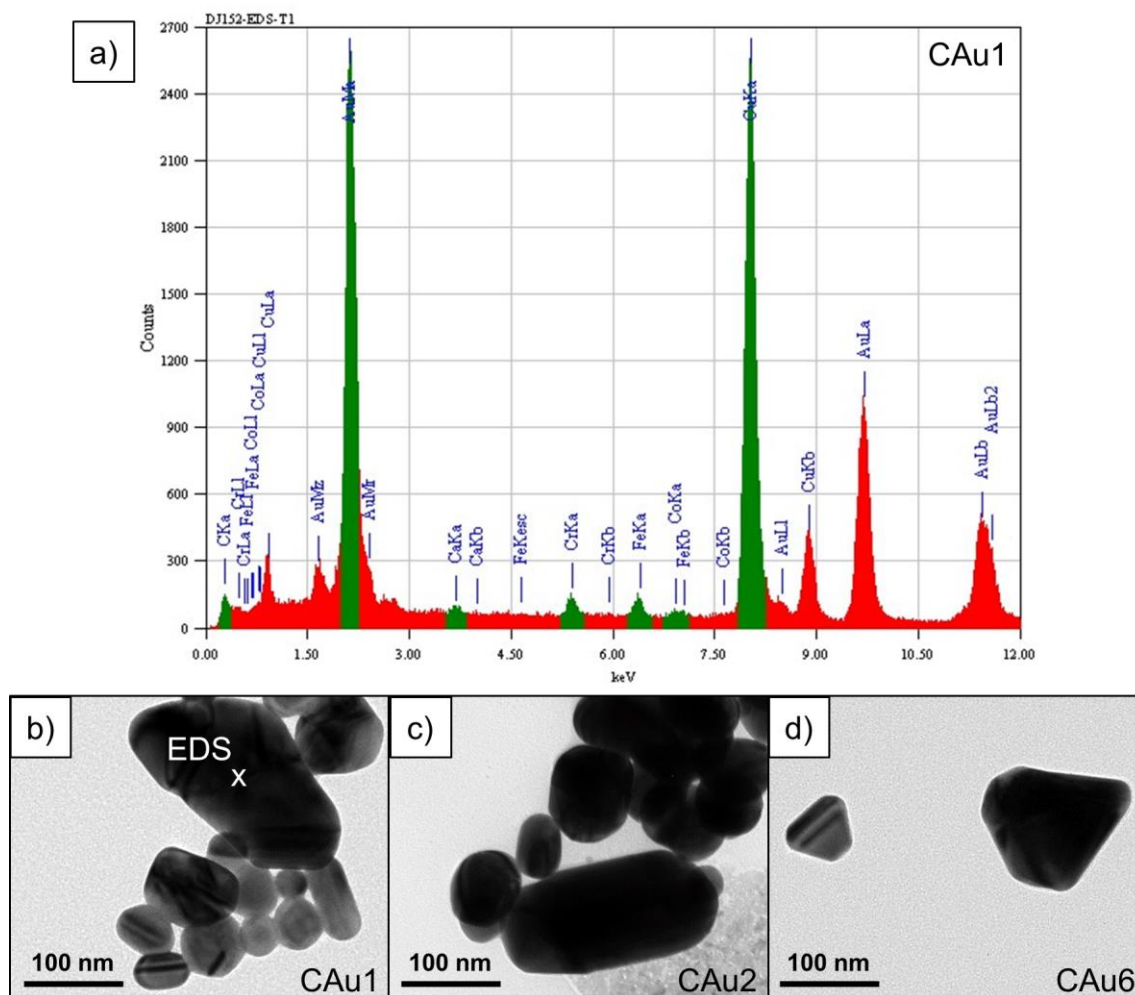 DJ152-EDS-T1
a)
CAu1
2700
2400
2100
1800
1500
1200
900
600
300
0
Counts
CKa
CrLl
CrLa
FeLl
FeLa
CoLl
CoLa
CuLl
CuLa
AuMz
AuMa
AuMr
CaKa
CaKb
FeKesc
CrKa
CrKb
FeKa
FeKb
CoKa
CoKb
CuKa
AuLl
CuKb
AuLa
AuLb
AuLb2
0.00 1.50 3.00 4.50 6.00 7.50 9.00 10.50 12.00
keV
b)
EDS
x
100 nm
CAu1
c)
100 nm
CAu2
d)
100 nm
CAu6